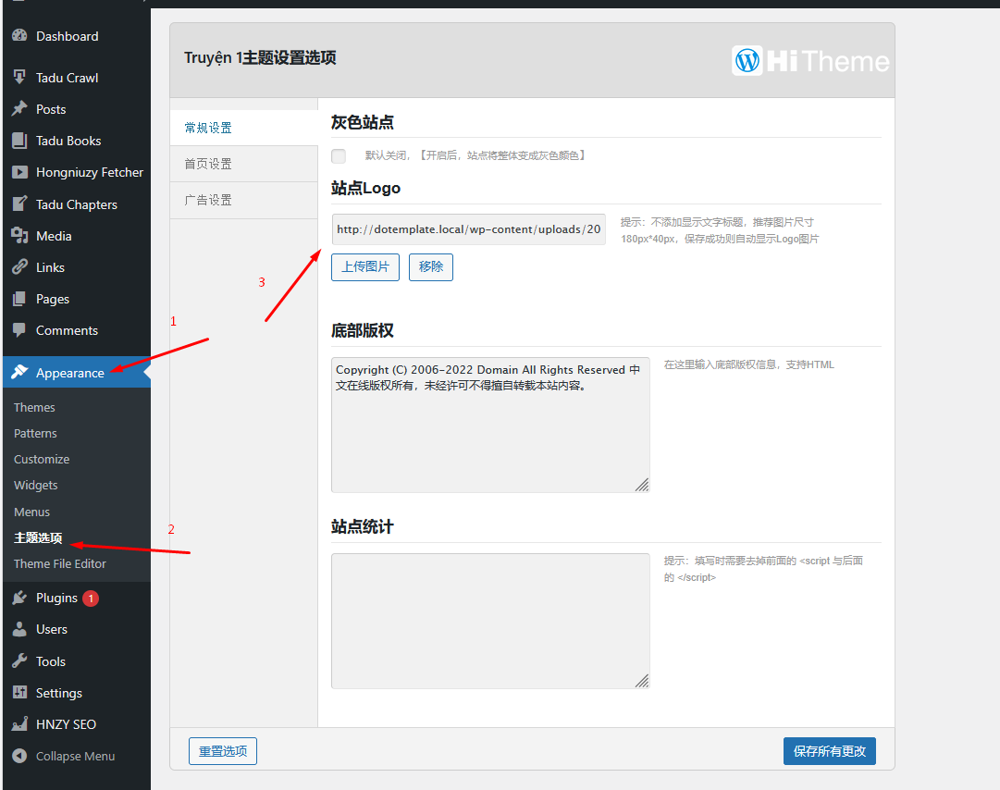 Dashboard
Tadu Crawl
Posts
Tadu Books
Hongniuzy Fetcher
Tadu Chapters
Media
Links
Pages
Comments
Appearance
Themes
Patterns
Customize
Widgets
Menus
主题选项
Theme File Editor
Plugins 1
Users
Tools
Settings
HNZY SEO
Collapse Menu
1
2
3
Truyện 1主题设置选项
HiTheme
常规设置
首页设置
广告设置
灰色站点
默认关闭，【开启后，站点将整体变成灰色颜色】
站点Logo
http://dotemplate.local/wp-content/uploads/20
提示：不添加显示文字标题，推荐图片尺寸
180px*40px，保存成功则自动显示Logo图片
上传图片 移除
底部版权
Copyright (C) 2006-2022 Domain All Rights Reserved 中
文在线版权所有，未经许可不得擅自转载本站内容。
在这里输入底部版权信息，支持HTML
站点统计
提示：填写时需要去掉前面的 <script 与后面
的 </script>
重置选项
保存所有更改